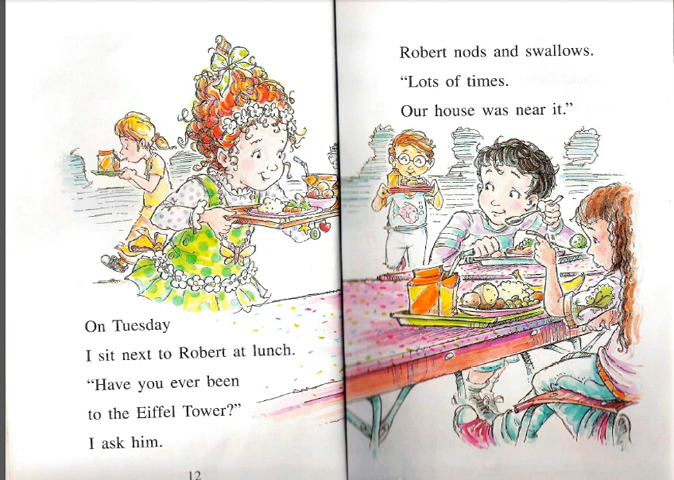 On Tuesday
I sit next to Robert at lunch.
“Have you ever been
to the Eiffel Tower?”
I ask him.
12
Robert nods and swallows.
“Lots of times.
Our house was near it.”